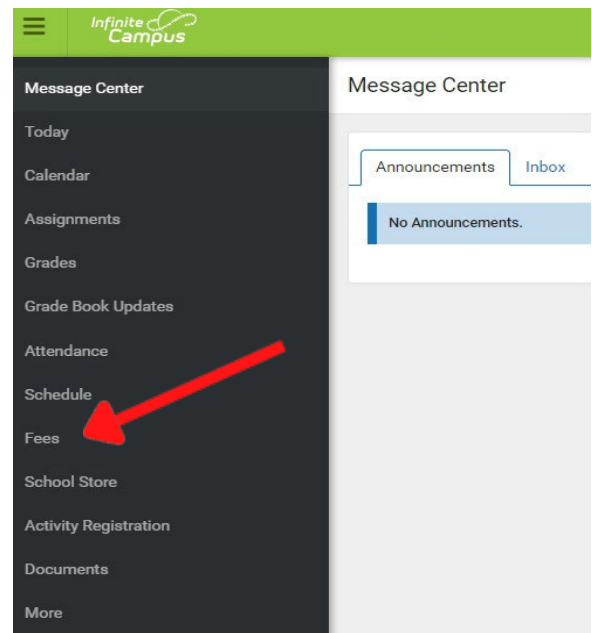 Infinite
Campus
Message Center
Today
Calendar
Assignments
Grades
Grade Book Updates
Attendance
Schedule
Fees
School Store
Activity Registration
Documents
More
Message Center
Announcements Inbox
No Announcements.